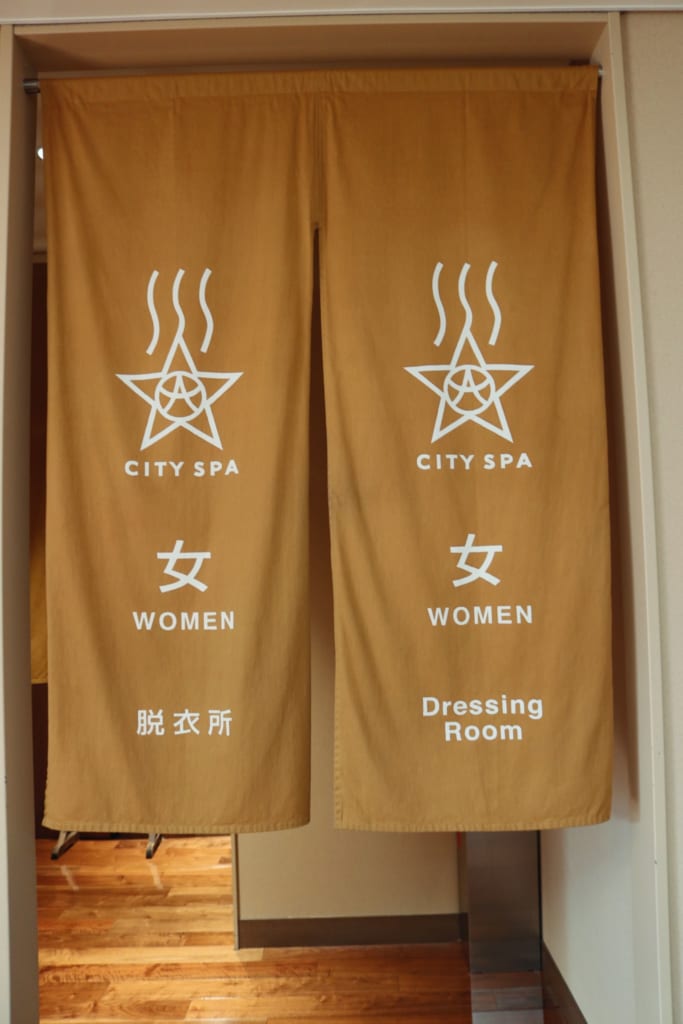 CITY SPA
女
WOMEN
脱衣所
CITY SPA
女
WOMEN
Dressing
Room